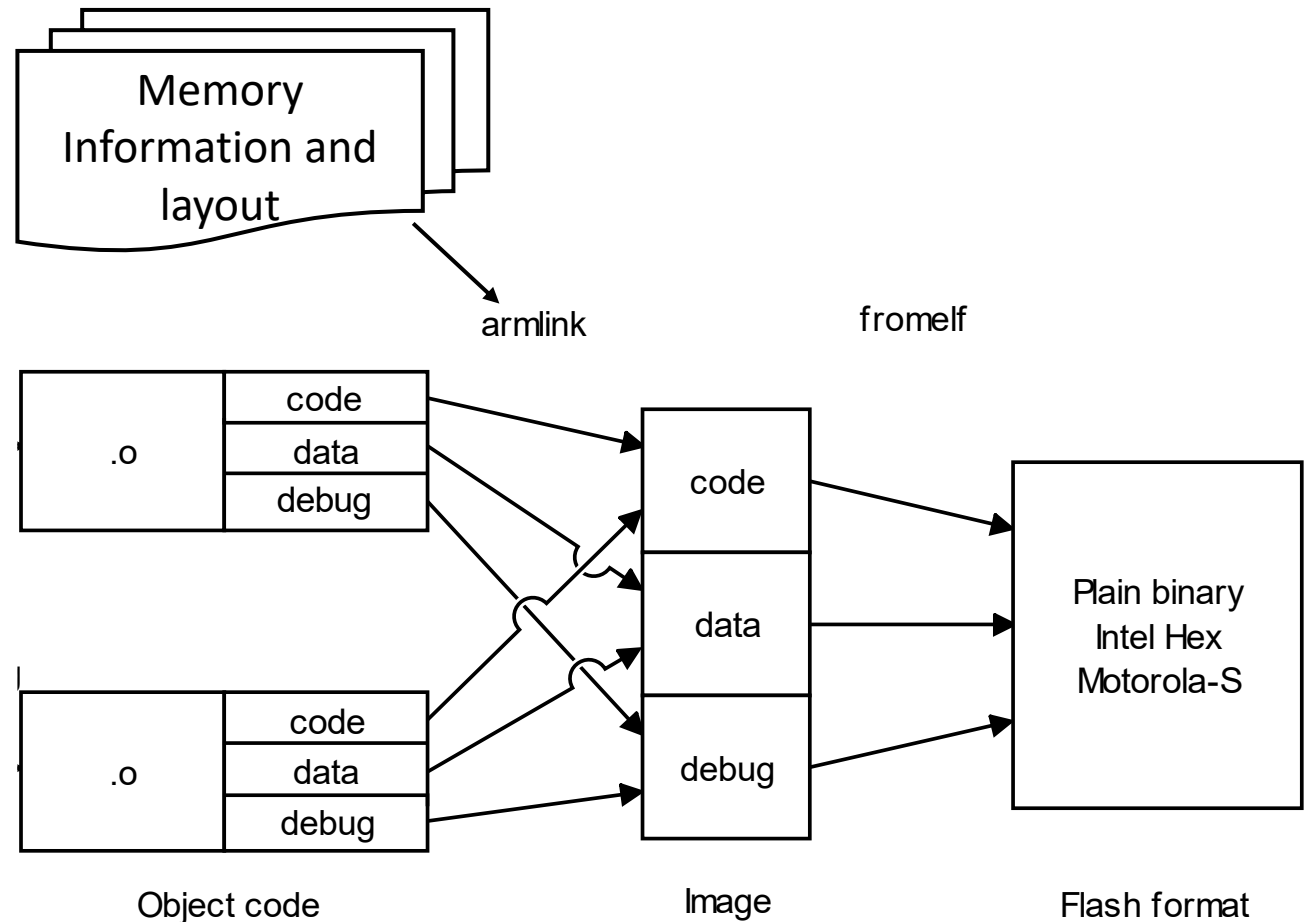 Memory
Information and
layout
armlink
fromelf
.o
code
data
debug
.o
code
data
debug
code
data
debug
Plain binary
Intel Hex
Motorola-S
Object code
Image
Flash format